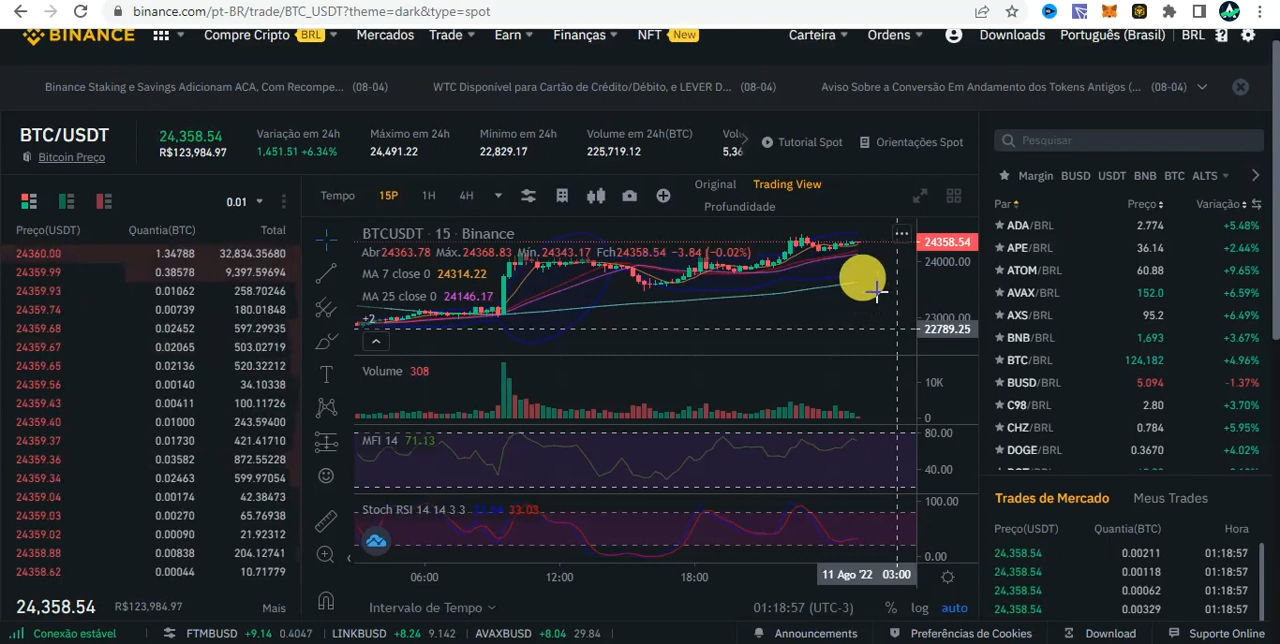 binance.com/pt-BR/trade/BTC_USDT?theme=dark&type=spot
BINANCE Compre Cripto BRL Mercados Trade Earn Finanças NFT New Carteira Ordens Downloads Português (Brasil) BRL
Binance Staking e Savings Adicionam ACA, Com Recompe... (08-04) WTC Disponível para Cartão de Crédito/Débito, e LEVER D... (08-04) Aviso Sobre a Conversão Em Andamento dos Tokens Antigos (... (08-04)
BTC/USDT
Bitcoin Preço
24,358.54
R$123,984.97
Variação em 24h
1,451.51 +6.34%
Máximo em 24h
24,491.22
Mínimo em 24h
22,829.17
Volume em 24h(BTC)
225,719.12
Volu
5,36
Tutorial Spot
Orientações Spot
0.01
Preço(USDT) Quantia(BTC) Total
24360.00 1.34788 32,834.35680
24359.99 0.38578 9,397.59694
24359.93 0.01062 258.70246
24359.74 0.00739 180.01848
24359.68 0.02452 597.29935
24359.67 0.02065 503.02719
24359.65 0.02136 520.32212
24359.56 0.00140 34.10338
24359.43 0.00411 100.11726
24359.40 0.01000 243.59400
24359.37 0.01730 421.41710
24359.36 0.03582 872.55228
24359.34 0.02463 599.97054
24359.04 0.00174 42.38473
24359.03 0.00270 65.76938
24359.02 0.00090 21.92312
24358.88 0.00838 204.12741
24358.62 0.00044 10.71779
24,358.54 R$123,984.97 Mais
Tempo 15P 1H 4H
Original Trading View
Profundidade
BTCUSDT · 15 · Binance
Abr24363.78 Máx.24368.83 Mín.24343.17 Fch24358.54 −3.84 (−0.02%)
MA 7 close 0 24314.22
MA 25 close 0 24146.17
+2
24358.54
24000.00
23000.00
22789.25
Volume 308
10K
0
MFI 14 71.13
80.00
40.00
Stoch RSI 14 14 3 3 33.03
100.00
0.00
06:00 12:00 18:00 11 Ago '22 03:00
Intervalo de Tempo 01:18:57 (UTC-3) % log auto
Pesquisar
Margin BUSD USDT BNB BTC ALTS
Par Preço Variação
ADA/BRL 2.774 +5.48%
APE/BRL 36.14 +2.44%
ATOM/BRL 60.88 +9.65%
AVAX/BRL 152.0 +6.59%
AXS/BRL 95.2 +6.49%
BNB/BRL 1,693 +3.67%
BTC/BRL 124,182 +4.96%
BUSD/BRL 5.094 -1.37%
C98/BRL 2.80 +3.70%
CHZ/BRL 0.784 +5.95%
DOGE/BRL 0.3670 +4.02%
Trades de Mercado Meus Trades
Preço(USDT) Quantia(BTC) Hora
24,358.54 0.00211 01:18:57
24,358.54 0.00118 01:18:57
24,358.54 0.00591 01:18:57
24,358.54 0.00329 01:18:57
Conexão estável FTMBUSD +9.14 0.4047 LINKBUSD +8.24 9.142 AVAXBUSD +8.04 29.84 Announcements Preferências de Cookies Download Suporte Online